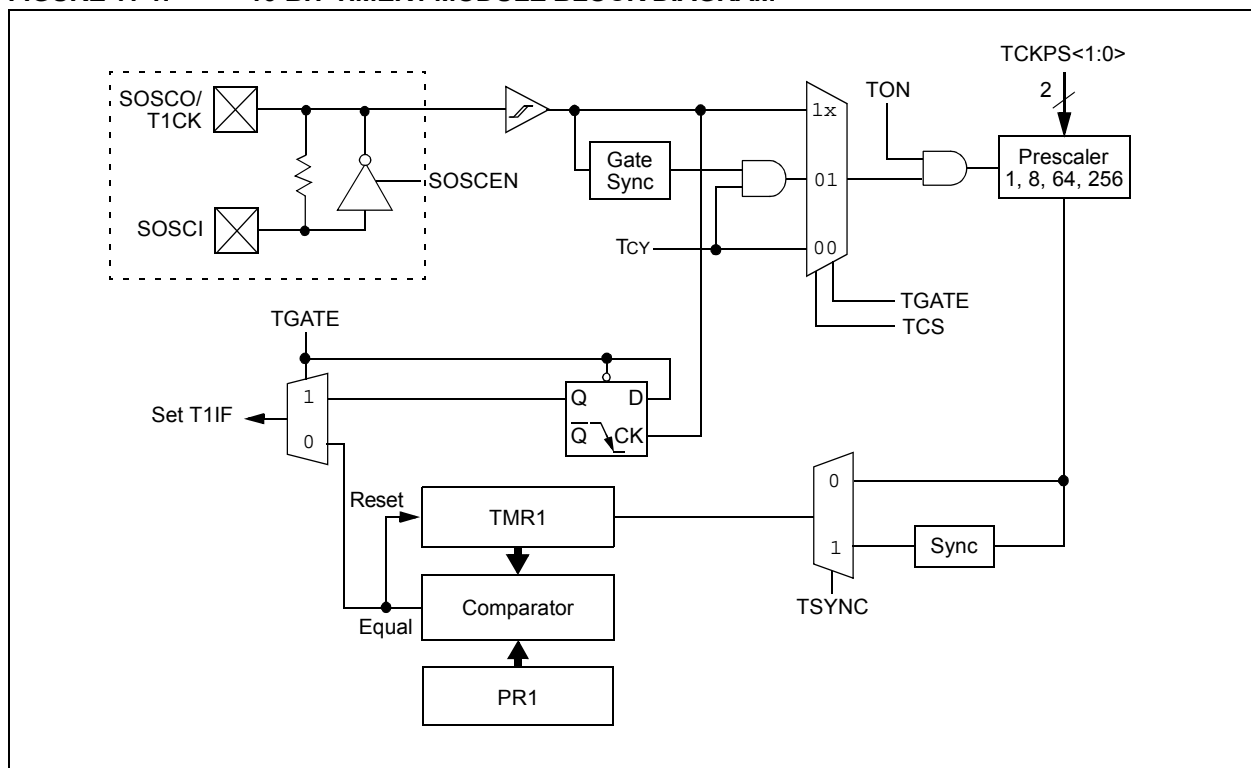 TCKPS<1:0>
SOSCO/
T1CK
TON
2
1x
Gate
Sync
Prescaler
1, 8, 64, 256
SOSCEN
01
SOSCI
TCY
00
TGATE
TCS
TGATE
1
Q
D
Set T1IF
0
Q
CK
Reset
TMR1
0
1
Sync
Comparator
TSYNC
Equal
PR1